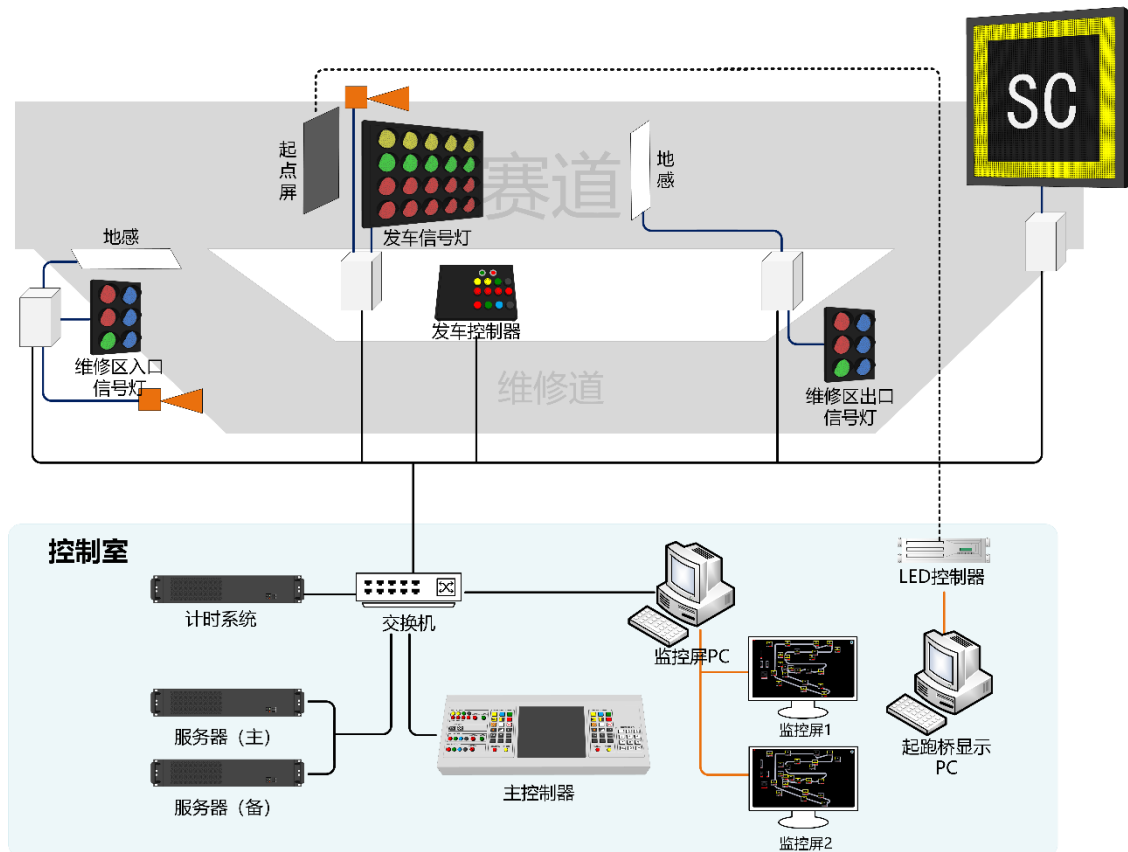 SC
起点屏
赛道
地感
发车信号灯
地感
发车控制器
维修区入口
信号灯
维修道
维修区出口
信号灯
控制室
计时系统
交换机
监控屏PC
LED控制器
服务器（主）
监控屏1
起跑桥显示
PC
主控制器
服务器（备）
监控屏2